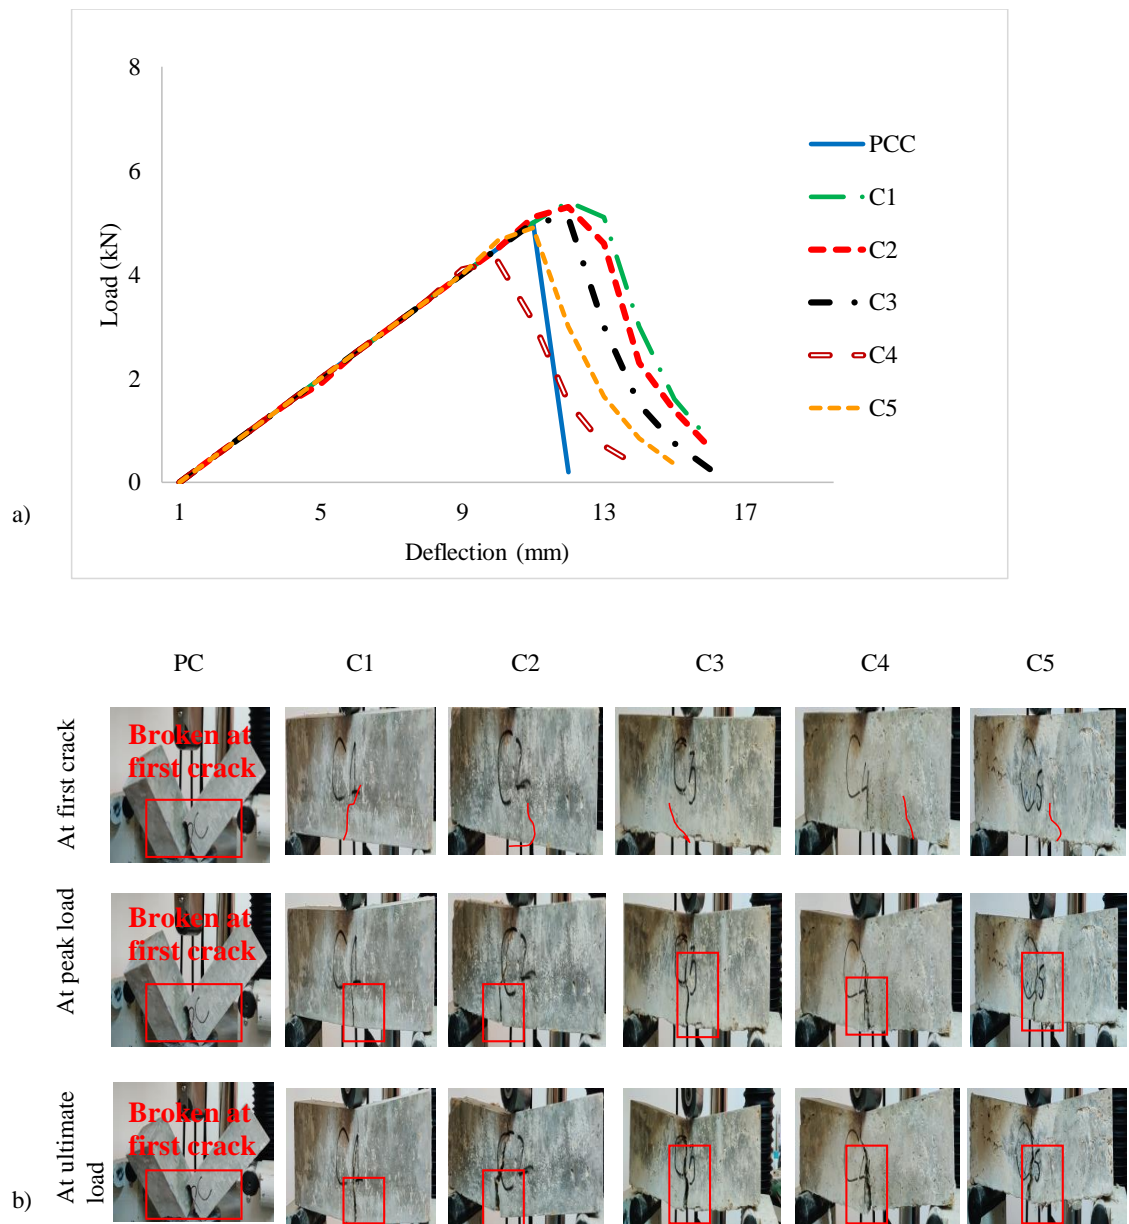 8
6
4
2
0
Load (kN)
1
5
9
13
17
Deflection (mm)
PCC
C1
C2
C3
C4
C5
a)
PC
C1
C2
C3
C4
C5
At first crack
Broken at
first crack
At peak load
Broken at
first crack
At ultimate
load
Broken at
first crack
b)